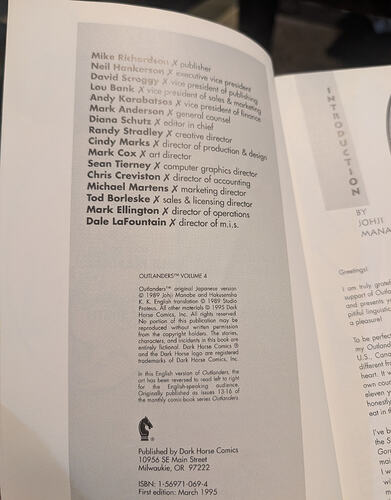 Mike Richardson X publisher
Neil Hankerson X executive vice president
David Scroggy X vice president of publishing
Lou Bank X vice president of sales & marketing
Andy Karabatsos X vice president of finance
Mark Anderson X general counsel
Diana Schutz X editor in chief
Randy Stradley X creative director
Cindy Marks X director of production & design
Mark Cox X art director
Sean Tierney X computer graphics director
Chris Creviston X director of accounting
Michael Martens X marketing director
Tod Borleske X sales & licensing director
Mark Ellington X director of operations
Dale LaFountain X director of m.i.s.
OUTLANDERS™ VOLUME 4
Outlanders™ original Japanese version
© 1989 Johji Manabe and Hakusensha
K. K. English translation © 1989 Studio
Proteus. All other materials © 1995 Dark
Horse Comics, Inc. All rights reserved.
No portion of this publication may be
reproduced without written permission
from the copyright holders. The stories,
characters, and incidents in this book are
entirely fictional. Dark Horse Comics ®
and the Dark Horse logo are registered
trademarks of Dark Horse Comics, Inc.
In this English version of Outlanders, the
art has been reversed to read left to right
for the English-speaking audience.
Originally published as issues 13-16 of
the monthly comic book series Outlanders.
Published by Dark Horse Comics
10956 SE Main Street
Milwaukie, OR 97222
ISBN: 1-56971-069-4
First edition: March 1995
INTRODUCTION
BY
JOHJI
MANA
Greetings!
I am truly gratef
support of Outla
and presents y
pitiful linguistic
a pleasure!
To be perfec
my Outland
U.S., Cana
different fr
heart. It w
own coun
eleven y
honestly
eat in t
I've b
the S
Gor
ma
I w